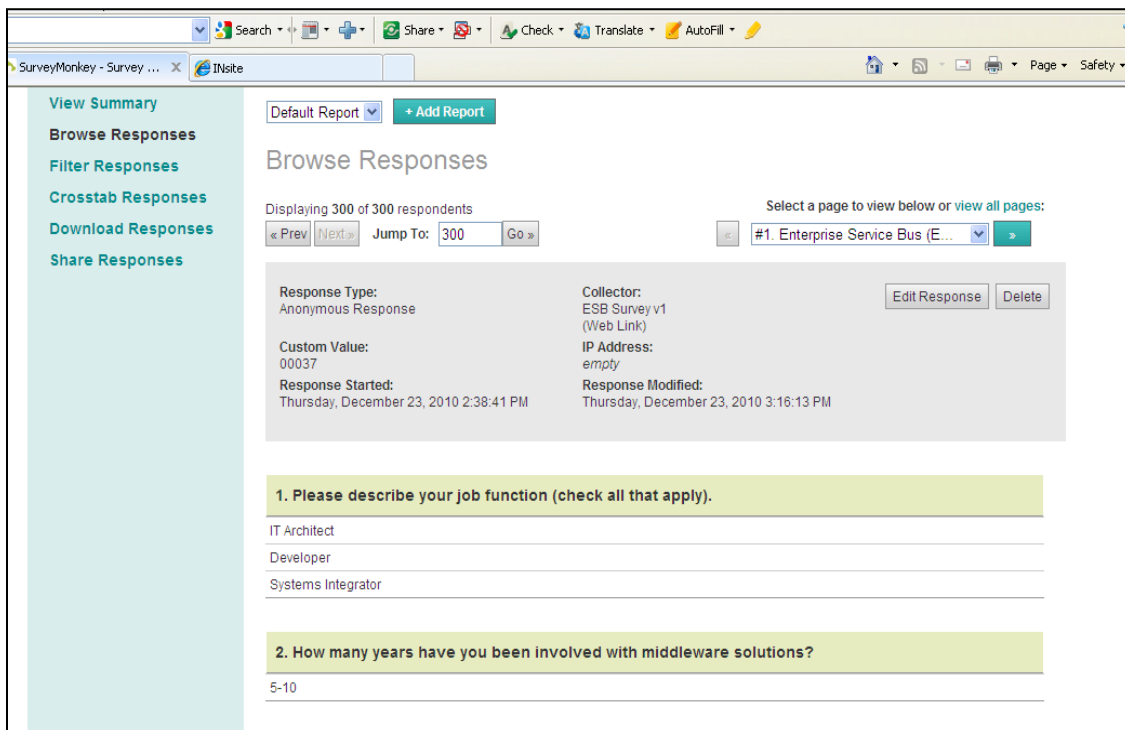 Search Share Check Translate AutoFill
SurveyMonkey - Survey ... X INsite Page Safety
View Summary
Browse Responses
Filter Responses
Crosstab Responses
Download Responses
Share Responses
Default Report + Add Report
Browse Responses
Displaying 300 of 300 respondents
« Prev Next » Jump To: 300 Go »
Select a page to view below or view all pages:
« #1. Enterprise Service Bus (E... »
Response Type:
Anonymous Response
Collector:
ESB Survey v1
(Web Link)
Edit Response Delete
Custom Value:
00037
IP Address:
empty
Response Started:
Thursday, December 23, 2010 2:38:41 PM
Response Modified:
Thursday, December 23, 2010 3:16:13 PM
1. Please describe your job function (check all that apply).
IT Architect
Developer
Systems Integrator
2. How many years have you been involved with middleware solutions?
5-10